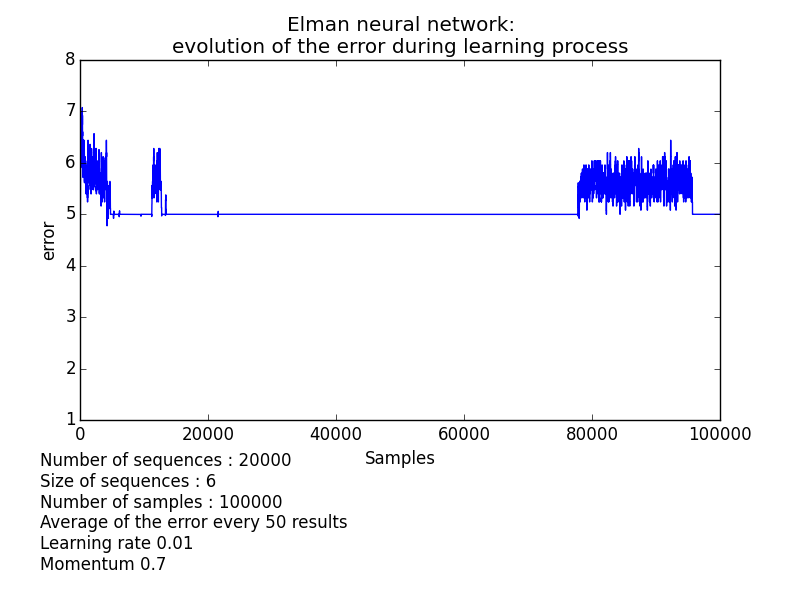 Elman neural network:
evolution of the error during learning process
8
7
6
5
4
3
2
1
error
0 20000 40000 60000 80000 100000
Samples
Number of sequences : 20000
Size of sequences : 6
Number of samples : 100000
Average of the error every 50 results
Learning rate 0.01
Momentum 0.7